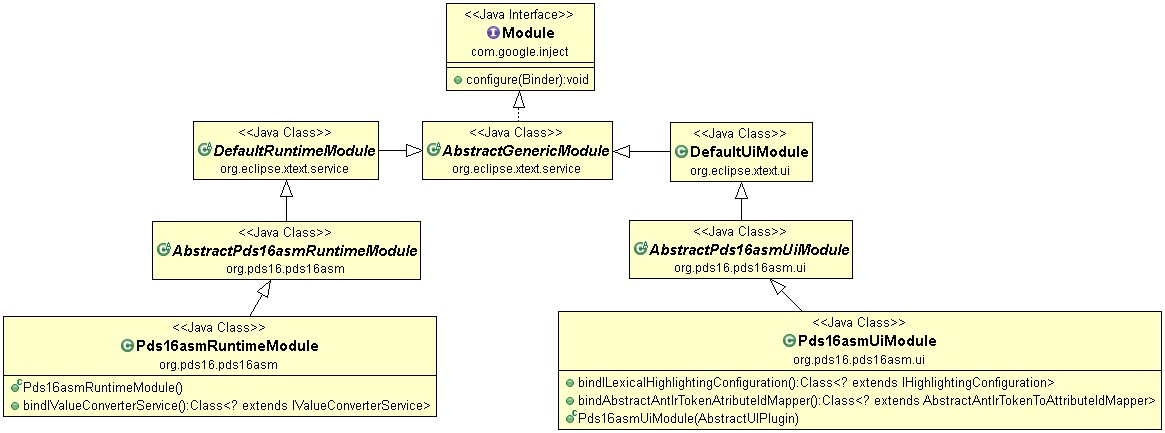 <<Java Interface>>
Module
com.google.inject
configure(Binder):void
<<Java Class>>
DefaultRuntimeModule
org.eclipse.xtext.service
<<Java Class>>
AbstractGenericModule
org.eclipse.xtext.service
<<Java Class>>
DefaultUiModule
org.eclipse.xtext.ui
<<Java Class>>
AbstractPds16asmRuntimeModule
org.pds16.pds16asm
<<Java Class>>
AbstractPds16asmUiModule
org.pds16.pds16asm.ui
<<Java Class>>
Pds16asmRuntimeModule
org.pds16.pds16asm
Pds16asmRuntimeModule()
bindIValueConverterService():Class<? extends IValueConverterService>
<<Java Class>>
Pds16asmUiModule
org.pds16.pds16asm.ui
bindILexicalHighlightingConfiguration():Class<? extends IHighlightingConfiguration>
bindAbstractAntlrTokenAtributeIdMapper():Class<? extends AbstractAntlrTokenToAttributeIdMapper>
Pds16asmUiModule(AbstractUIPlugin)